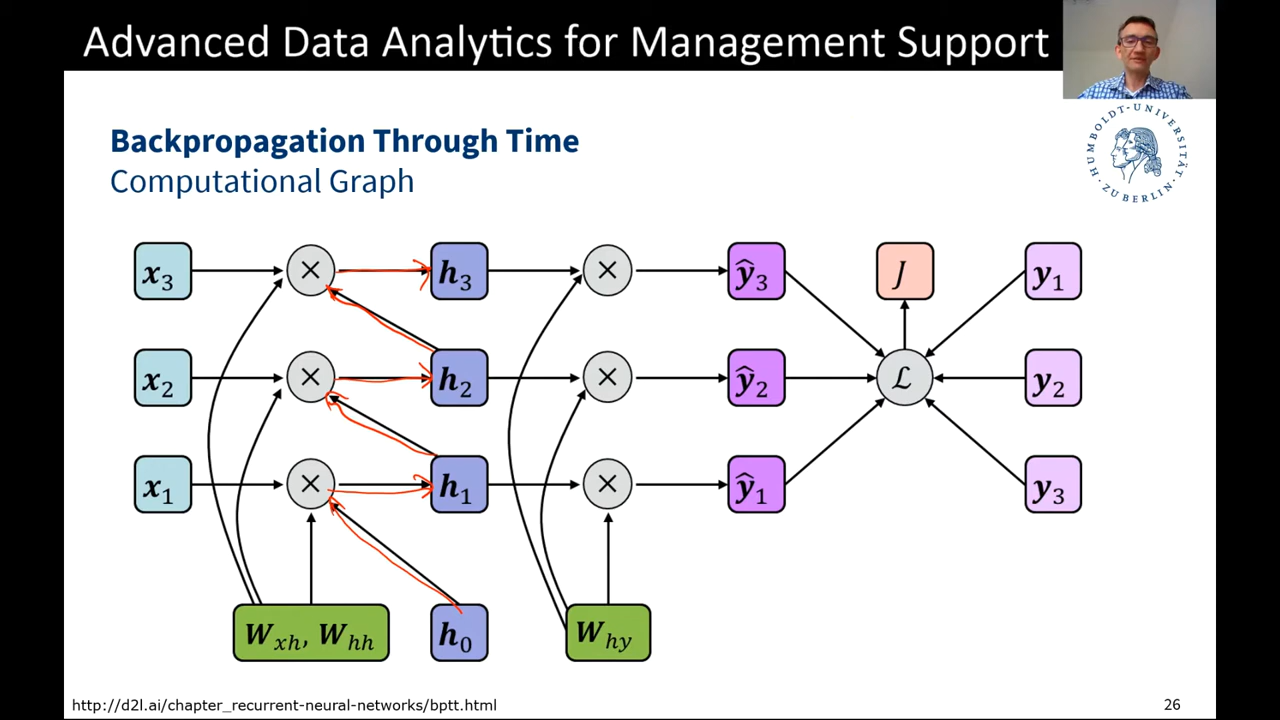 Advanced Data Analytics for Management Support
HUMBOLDT-UNIVERSITÄT
ZU BERLIN
Backpropagation Through Time
Computational Graph
x₃ × h₃ × ŷ₃ J y₁
x₂ × h₂ × ŷ₂ ℒ y₂
x₁ × h₁ × ŷ₁ y₃
W_xh, W_hh h₀ W_hy
http://d2l.ai/chapter_recurrent-neural-networks/bptt.html
26